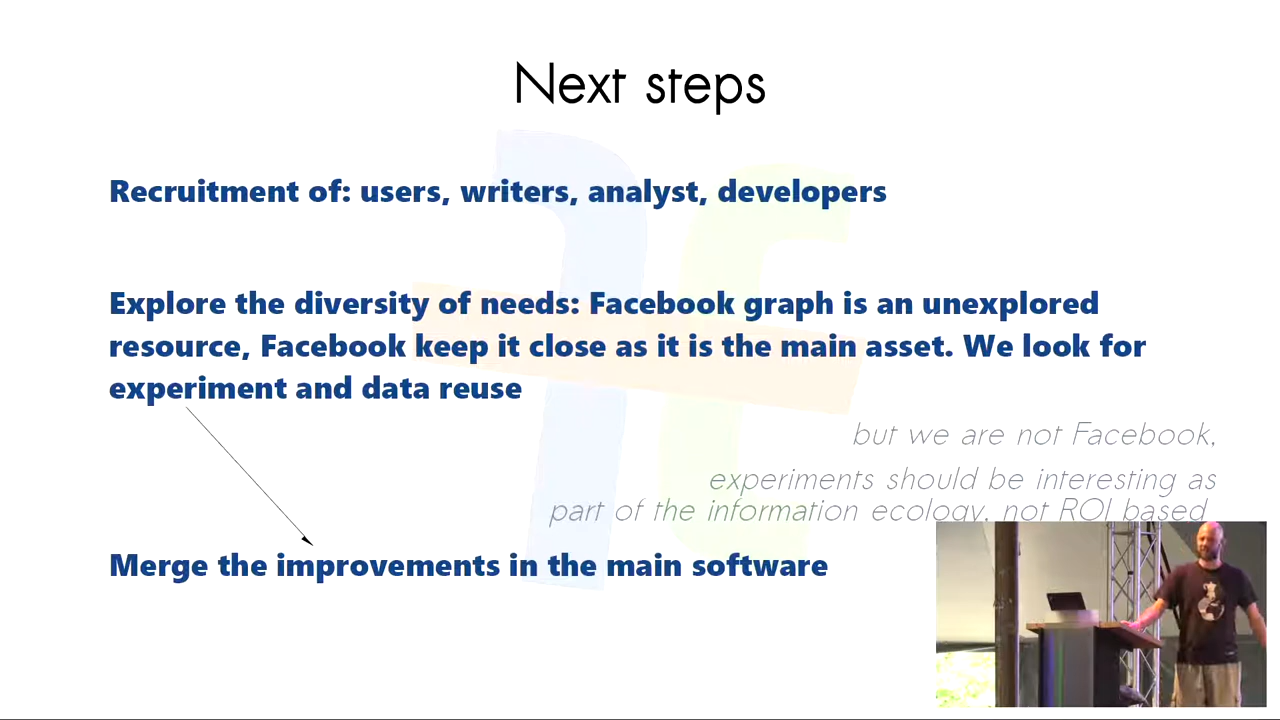 Next steps
Recruitment of: users, writers, analyst, developers
Explore the diversity of needs: Facebook graph is an unexplored
resource, Facebook keep it close as it is the main asset. We look for
experiment and data reuse
but we are not Facebook,
experiments should be interesting as
part of the information ecology, not ROI based
Merge the improvements in the main software